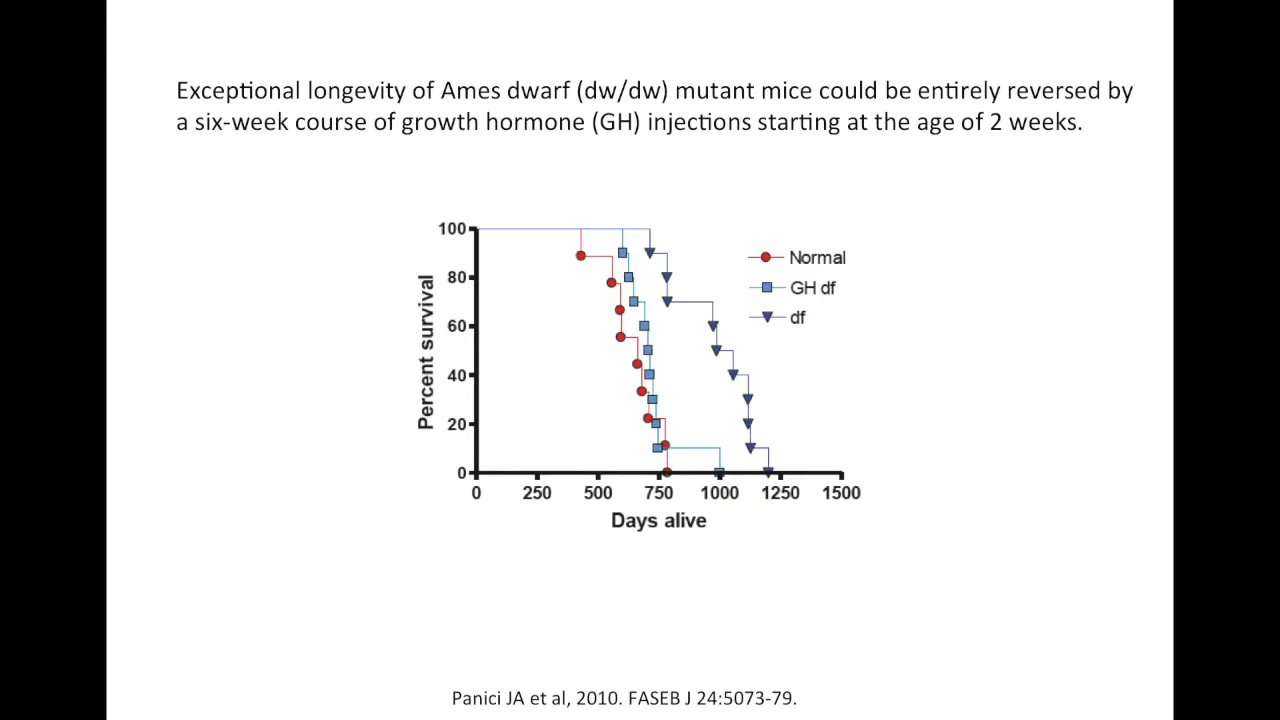 Exceptional longevity of Ames dwarf (dw/dw) mutant mice could be entirely reversed by
a six-week course of growth hormone (GH) injections starting at the age of 2 weeks.
100
80
60
40
20
0
Percent survival
Normal
GH df
df
0 250 500 750 1000 1250 1500
Days alive
Panici JA et al, 2010. FASEB J 24:5073-79.